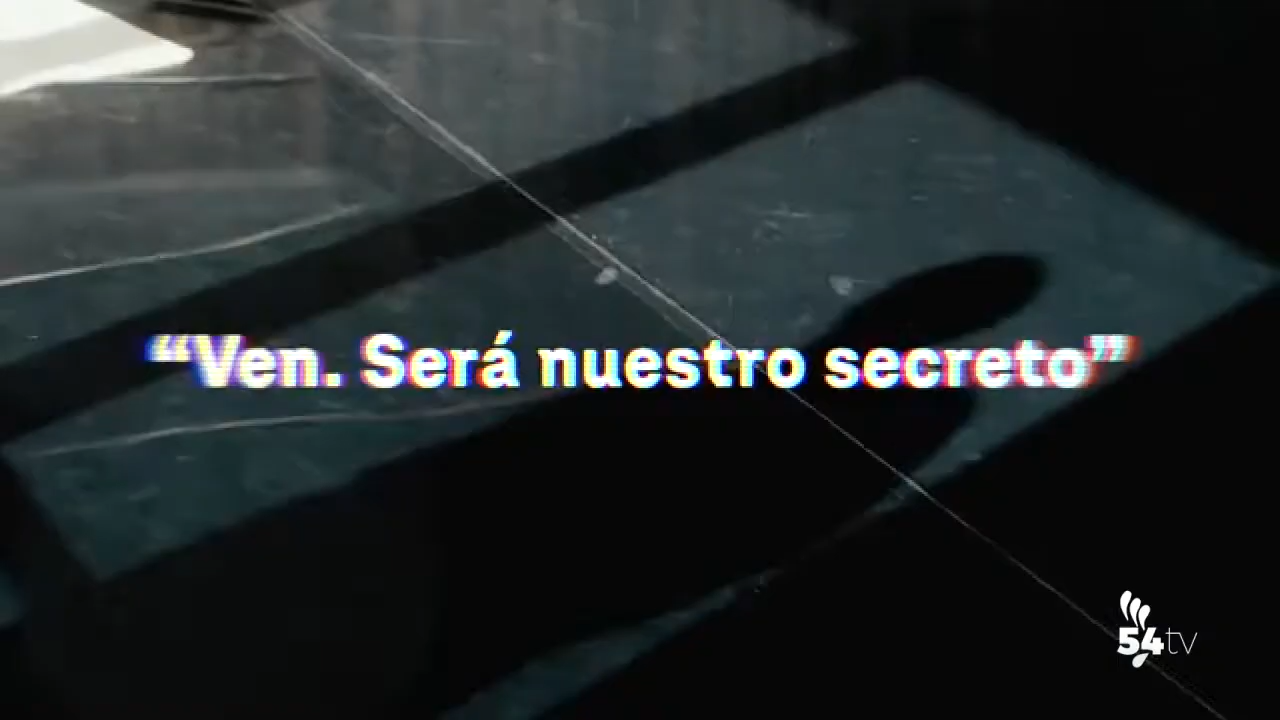 “Ven. Será nuestro secreto”
54tv